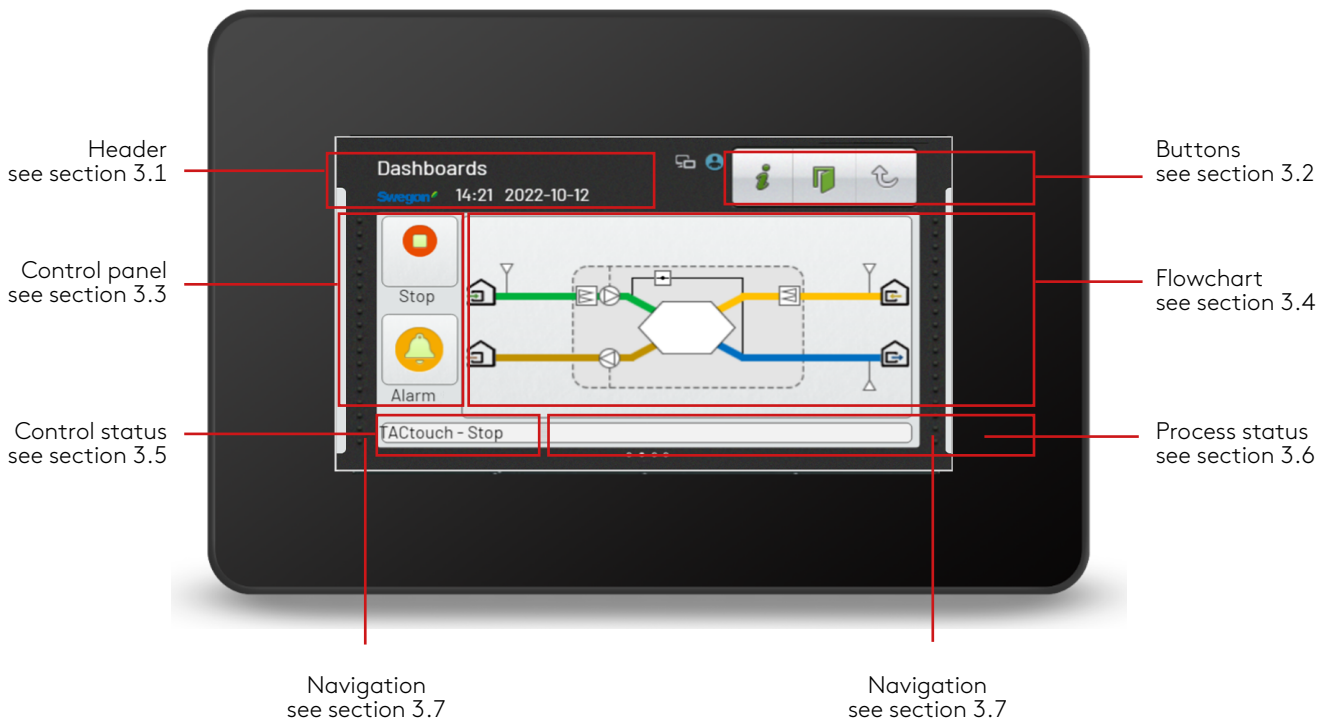 Header
see section 3.1
Dashboards
Swegon
14:21 2022-10-12
Buttons
see section 3.2
Control panel
see section 3.3
Stop
Alarm
Flowchart
see section 3.4
Control status
see section 3.5
TACtouch - Stop
Process status
see section 3.6
Navigation
see section 3.7
Navigation
see section 3.7